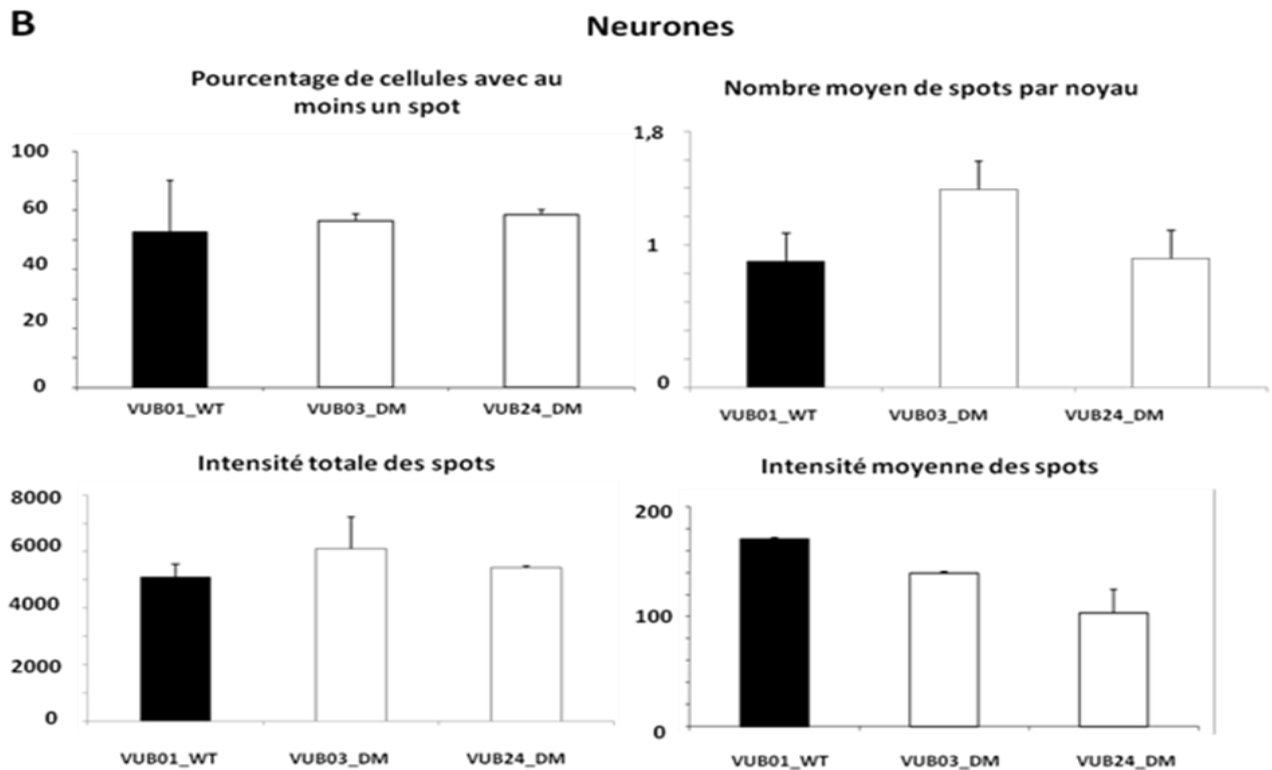 B
Neurones
Pourcentage de cellules avec au
moins un spot
100
60
40
20
0
VUB01_WT VUB03_DM VUB24_DM
Nombre moyen de spots par noyau
1,8
1
0
VUB01_WT VUB03_DM VUB24_DM
Intensité totale des spots
8000
6000
4000
2000
0
VUB01_WT VUB03_DM VUB24_DM
Intensité moyenne des spots
200
100
0
VUB01_WT VUB03_DM VUB24_DM